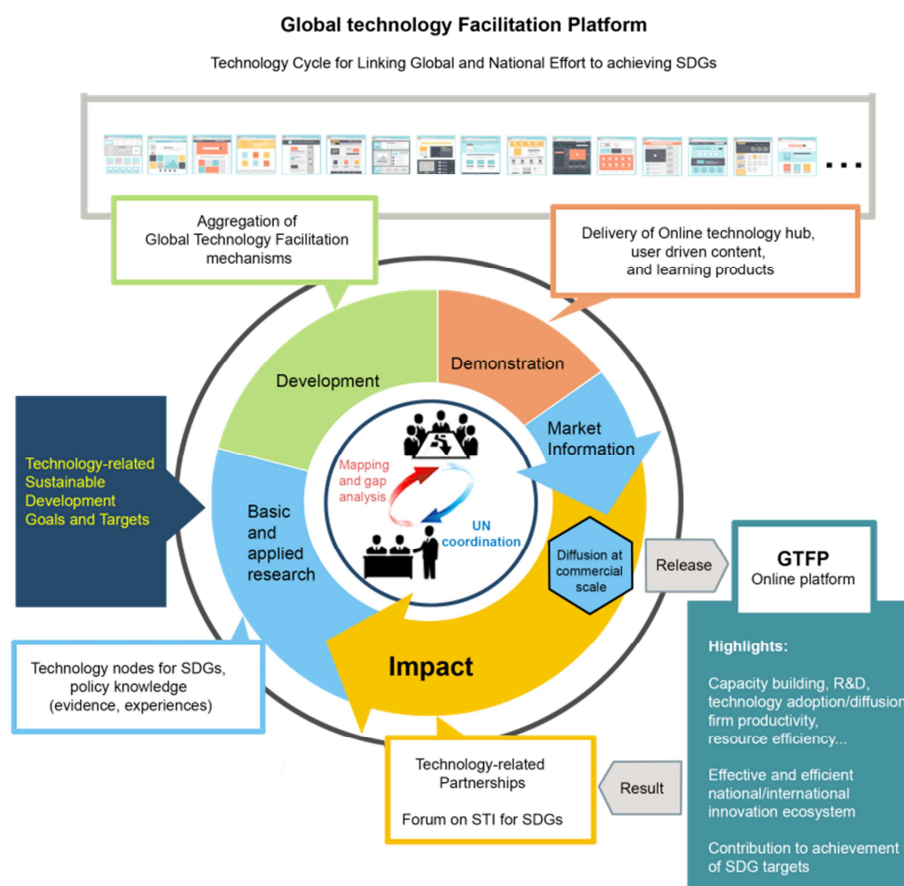 Global technology Facilitation Platform
Technology Cycle for Linking Global and National Effort to achieving SDGs
...
Aggregation of
Global Technology Facilitation
mechanisms
Delivery of Online technology hub,
user driven content,
and learning products
Development
Demonstration
Market
Information
Technology-related
Sustainable
Development
Goals and Targets
Mapping
and gap
analysis
UN
coordination
Basic
and
applied
research
Diffusion at
commercial
scale
Release
GTFP
Online platform
Impact
Technology nodes for SDGs,
policy knowledge
(evidence, experiences)
Highlights:
Capacity building, R&D,
technology adoption/diffusion
firm productivity,
resource efficiency...
Effective and efficient
national/international
innovation ecosystem
Contribution to achievement
of SDG targets
Technology-related
Partnerships
Forum on STI for SDGs
Result